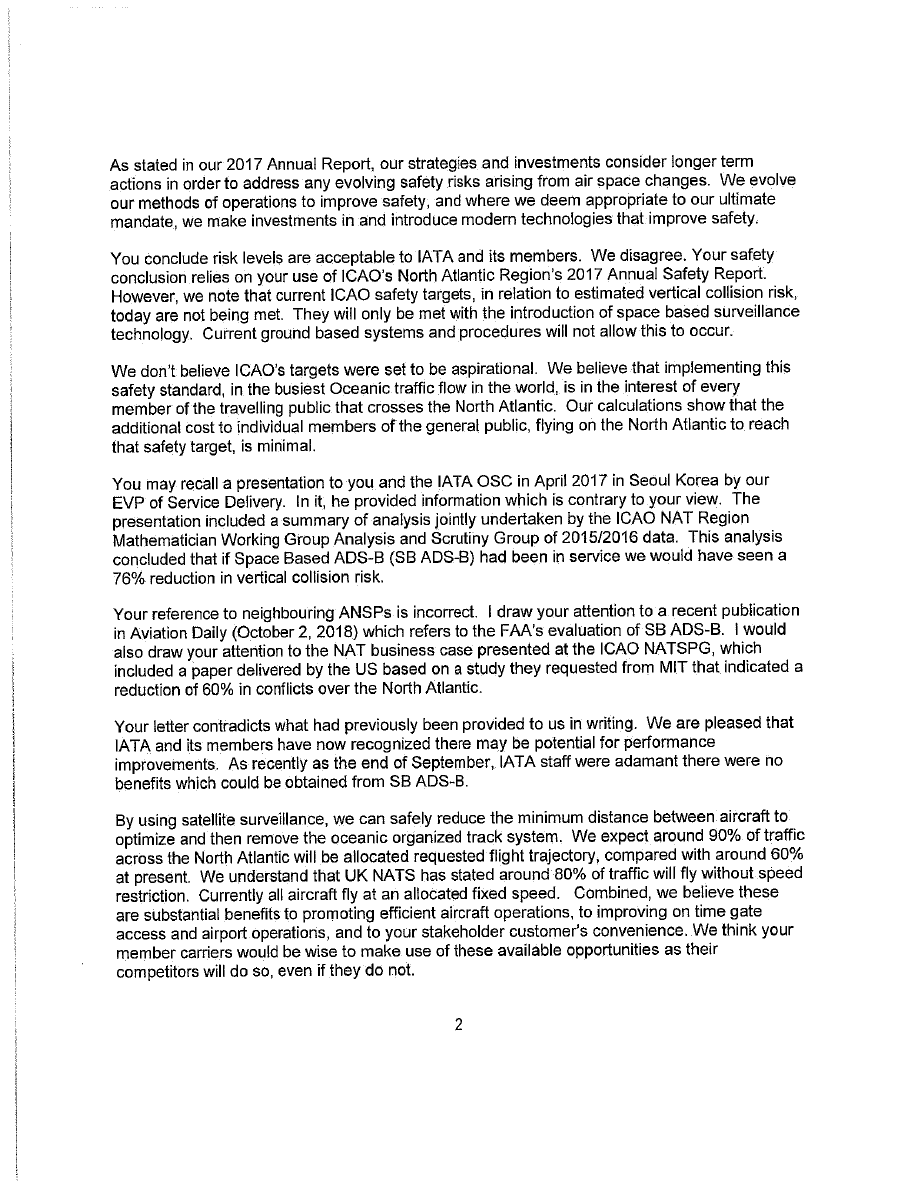 As stated in our 2017 Annual Report, our strategies and investments consider longer term
actions in order to address any evolving safety risks arising from air space changes. We evolve
our methods of operations to improve safety, and where we deem appropriate to our ultimate
mandate, we make investments in and introduce modern technologies that improve safety.
You conclude risk levels are acceptable to IATA and its members. We disagree. Your safety
conclusion relies on your use of ICAO's North Atlantic Region's 2017 Annual Safety Report.
However, we note that current ICAO safety targets, in relation to estimated vertical collision risk,
today are not being met. They will only be met with the introduction of space based surveillance
technology. Current ground based systems and procedures will not allow this to occur.
We don't believe ICAO's targets were set to be aspirational. We believe that implementing this
safety standard, in the busiest Oceanic traffic flow in the world, is in the interest of every
member of the travelling public that crosses the North Atlantic. Our calculations show that the
additional cost to individual members of the general public, flying on the North Atlantic to reach
that safety target, is minimal.
You may recall a presentation to you and the IATA OSC in April 2017 in Seoul Korea by our
EVP of Service Delivery. In it, he provided information which is contrary to your view. The
presentation included a summary of analysis jointly undertaken by the ICAO NAT Region
Mathematician Working Group Analysis and Scrutiny Group of 2015/2016 data. This analysis
concluded that if Space Based ADS-B (SB ADS-B) had been in service we would have seen a
76% reduction in vertical collision risk.
Your reference to neighbouring ANSPs is incorrect. I draw your attention to a recent publication
in Aviation Daily (October 2, 2018) which refers to the FAA's evaluation of SB ADS-B. I would
also draw your attention to the NAT business case presented at the ICAO NATSPG, which
included a paper delivered by the US based on a study they requested from MIT that indicated a
reduction of 60% in conflicts over the North Atlantic.
Your letter contradicts what had previously been provided to us in writing. We are pleased that
IATA and its members have now recognized there may be potential for performance
improvements. As recently as the end of September, IATA staff were adamant there were no
benefits which could be obtained from SB ADS-B.
By using satellite surveillance, we can safely reduce the minimum distance between aircraft to
optimize and then remove the oceanic organized track system. We expect around 90% of traffic
across the North Atlantic will be allocated requested flight trajectory, compared with around 60%
at present. We understand that UK NATS has stated around 80% of traffic will fly without speed
restriction. Currently all aircraft fly at an allocated fixed speed. Combined, we believe these
are substantial benefits to promoting efficient aircraft operations, to improving on time gate
access and airport operations, and to your stakeholder customer's convenience. We think your
member carriers would be wise to make use of these available opportunities as their
competitors will do so, even if they do not.
2